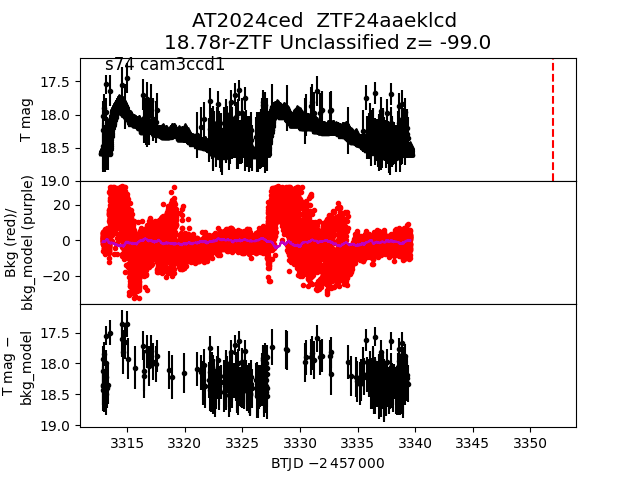 AT2024ced  ZTF24aaeklcd
18.78r-ZTF Unclassified z= -99.0
s74 cam3ccd1
T mag
17.5
18.0
18.5
19.0
Bkg (red)/
bkg_model (purple)
20
0
−20
T mag −
bkg_model
17.5
18.0
18.5
19.0
3315 3320 3325 3330 3335 3340 3345 3350
BTJD −2 457 000